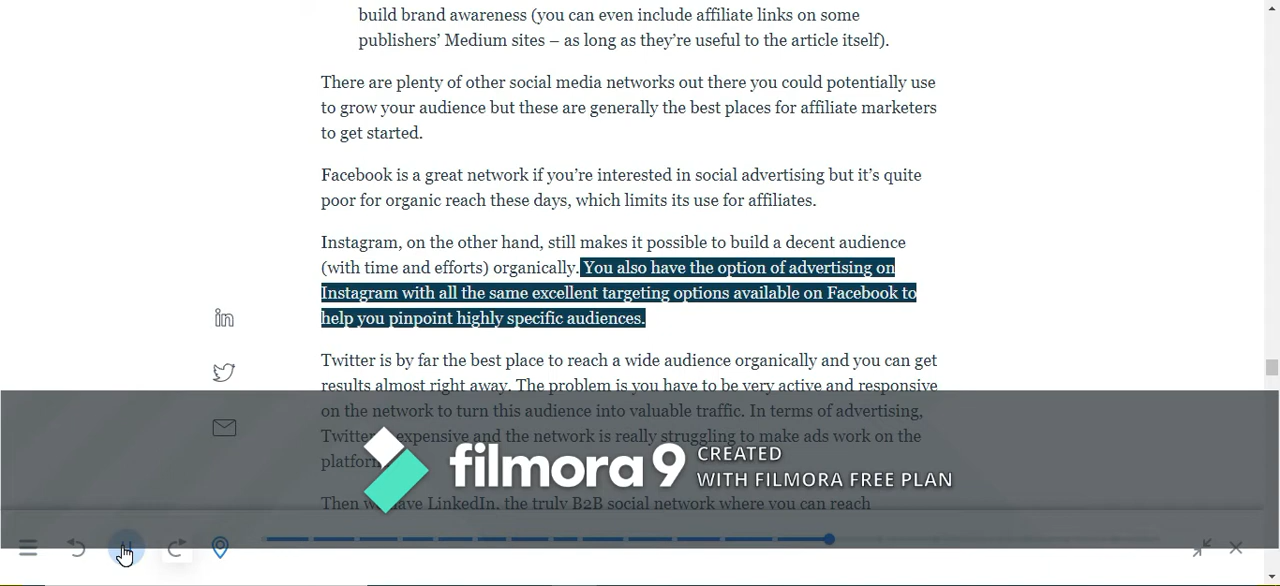 build brand awareness (you can even include affiliate links on some
publishers’ Medium sites – as long as they’re useful to the article itself).
There are plenty of other social media networks out there you could potentially use
to grow your audience but these are generally the best places for affiliate marketers
to get started.
Facebook is a great network if you’re interested in social advertising but it’s quite
poor for organic reach these days, which limits its use for affiliates.
Instagram, on the other hand, still makes it possible to build a decent audience
(with time and efforts) organically. You also have the option of advertising on
Instagram with all the same excellent targeting options available on Facebook to
help you pinpoint highly specific audiences.
Twitter is by far the best place to reach a wide audience organically and you can get
results almost right away. The problem is you have to be very active and responsive
on the network to turn this audience into valuable traffic. In terms of advertising,
Twitter expensive and the network is really struggling to make ads work on the
platfor
filmora9 CREATED
WITH FILMORA FREE PLAN
Then we have LinkedIn, the truly B2B social network where you can reach